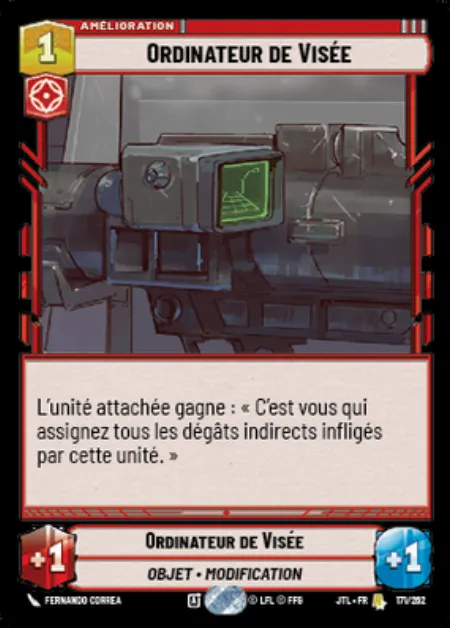 AMÉLIORATION
1
ORDINATEUR DE VISÉE
L'unité attachée gagne : « C'est vous qui
assignez tous les dégâts indirects infligés
par cette unité. »
+1
ORDINATEUR DE VISÉE
+1
OBJET • MODIFICATION
FERNANDO CORREA
© LFL © FFG
JTL • FR
171/262